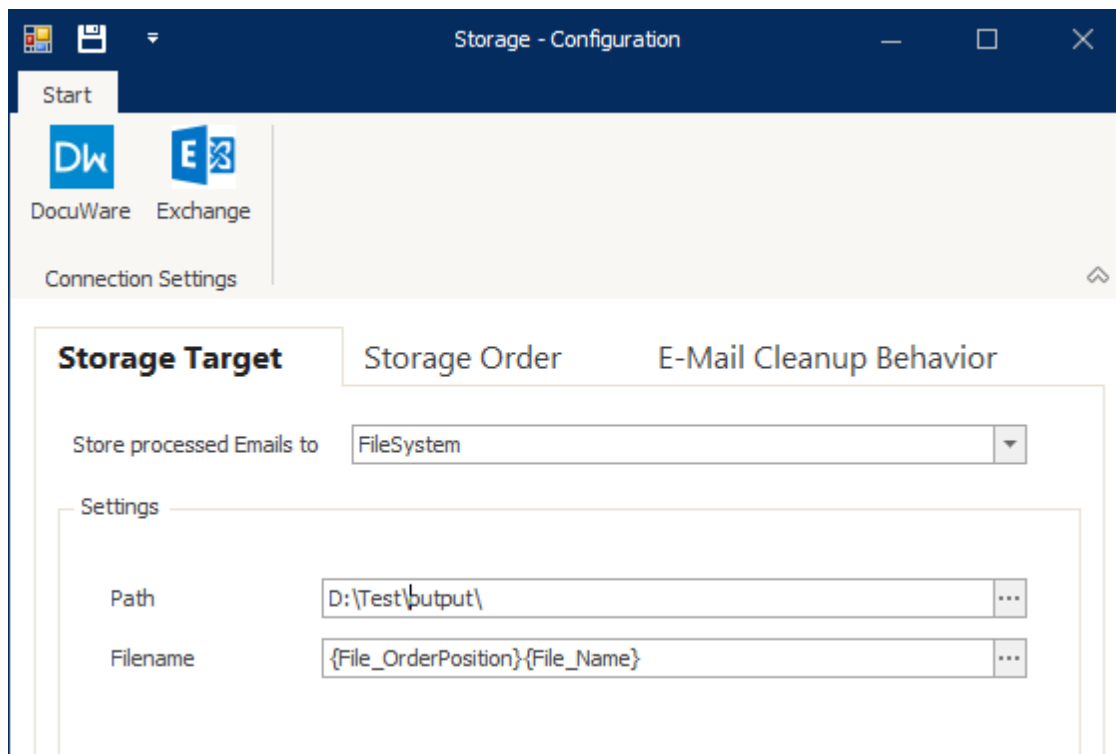 Storage - Configuration
Start
DW
E
DocuWare Exchange
Connection Settings
Storage Target Storage Order E-Mail Cleanup Behavior
Store processed Emails to FileSystem
Settings
Path D:\Test\output\ ...
Filename {File_OrderPosition}{File_Name} ...